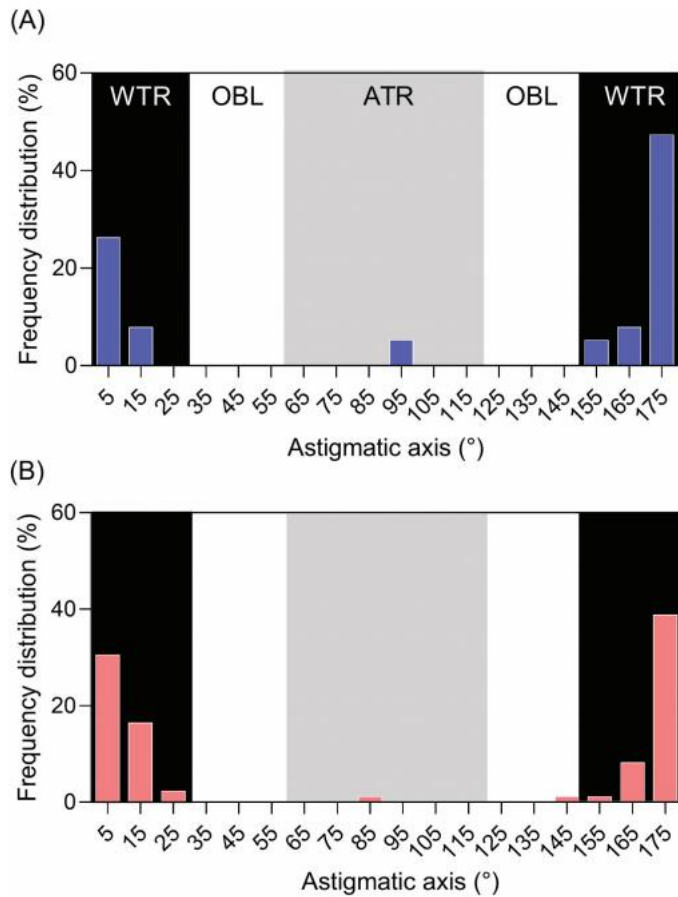 (A)
WTR OBL ATR OBL WTR
Frequency distribution (%)
60
40
20
0
5 15 25 35 45 55 65 75 85 95 105 115 125 135 145 155 165 175
Astigmatic axis (°)
(B)
Frequency distribution (%)
60
40
20
0
5 15 25 35 45 55 65 75 85 95 105 115 125 135 145 155 165 175
Astigmatic axis (°)